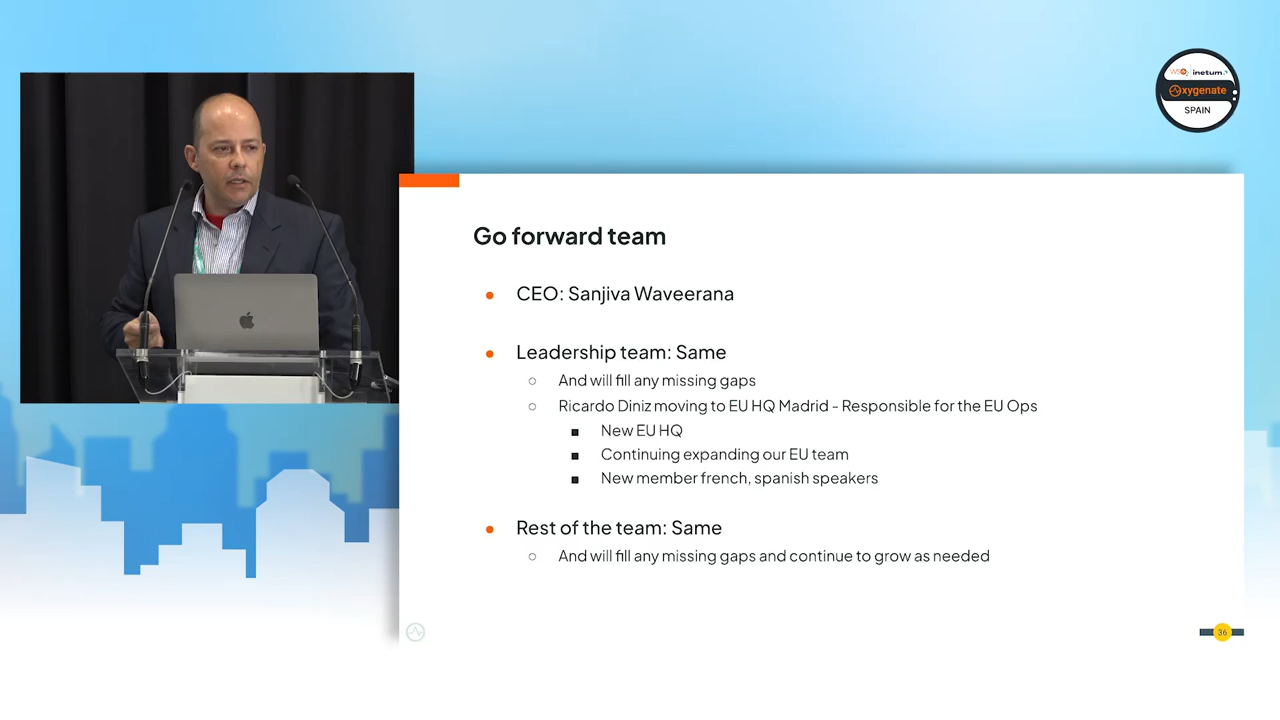 WSO2 inetum.
Oxygenate
SPAIN
Go forward team
CEO: Sanjiva Waveerana
Leadership team: Same
And will fill any missing gaps
Ricardo Diniz moving to EU HQ Madrid - Responsible for the EU Ops
New EU HQ
Continuing expanding our EU team
New member french, spanish speakers
Rest of the team: Same
And will fill any missing gaps and continue to grow as needed
36